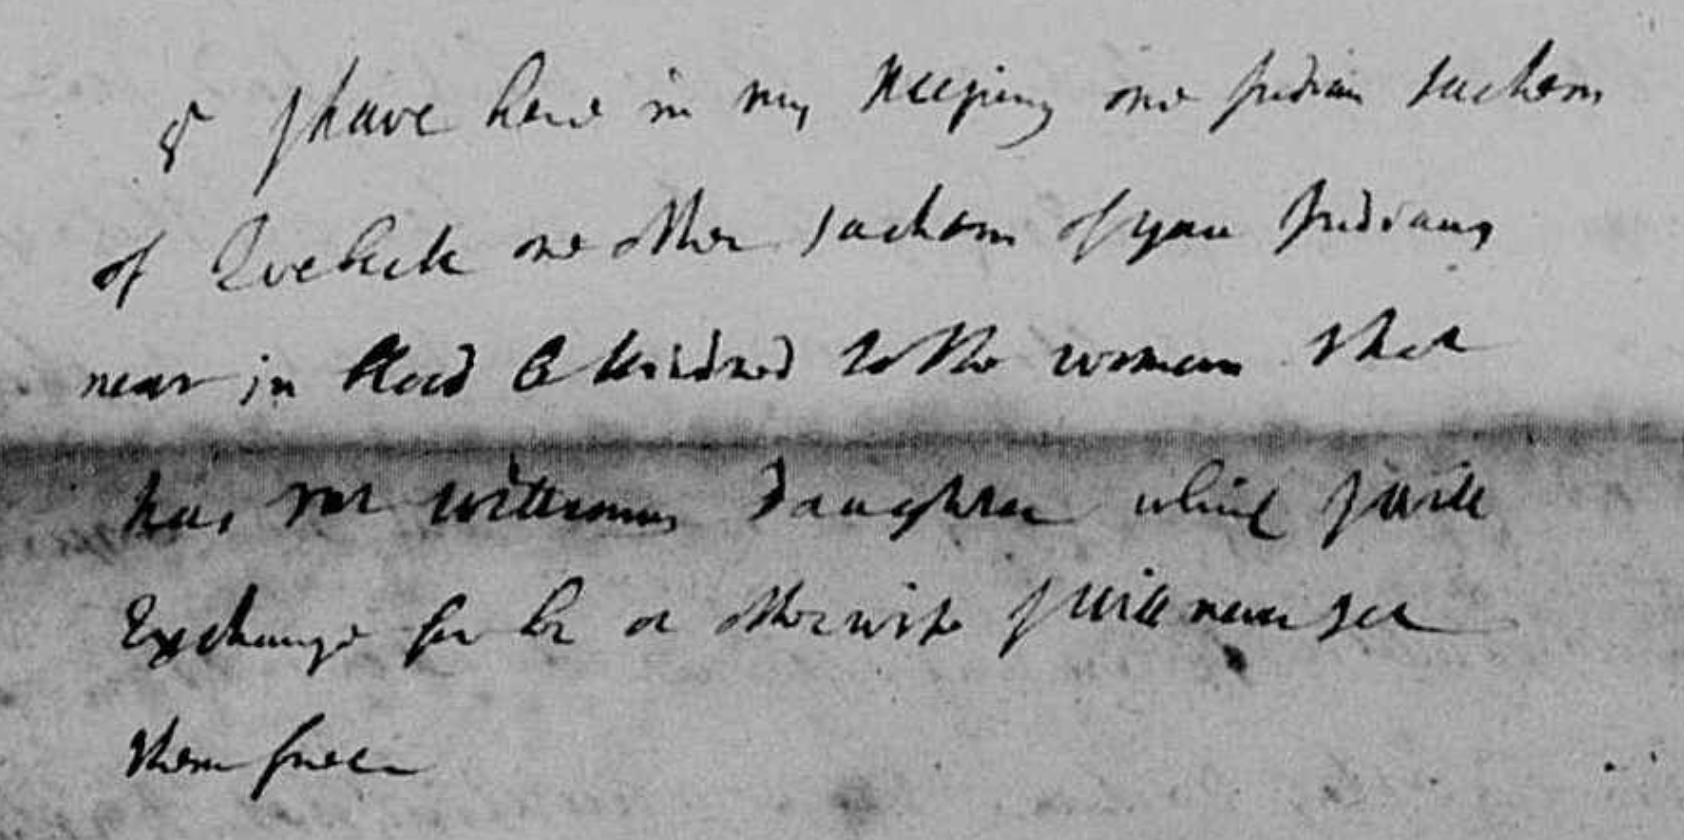 & I have here in my Keeping one Indian Sachem
of Quebeck one other Sachem of your Indians
near in blood & kindred to the woman that
has Mr williams Daughter which I will
Exchange for her or otherwise I will never set
them free